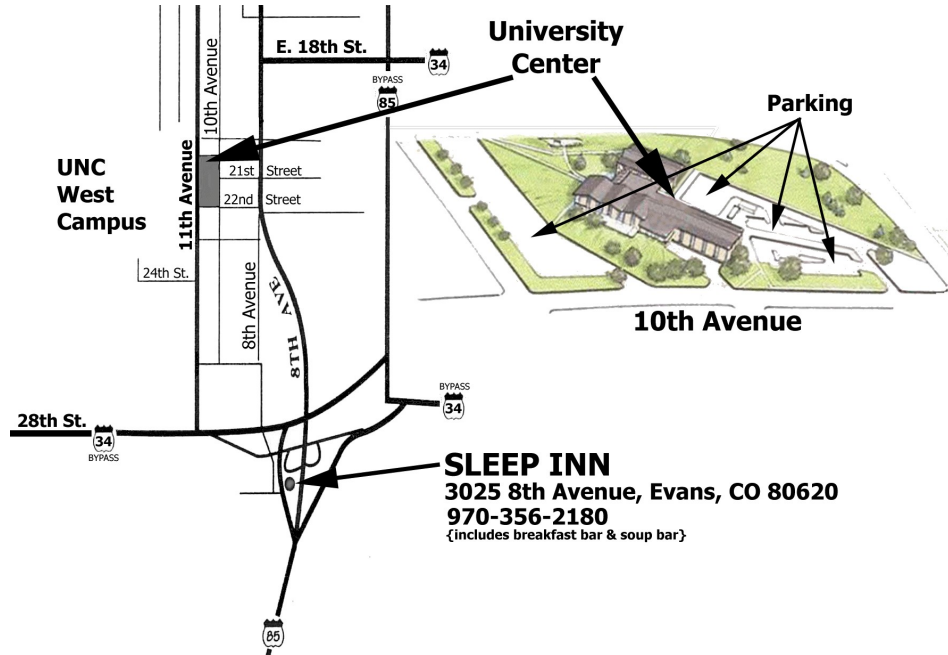 University
Center
E. 18th St.
34
BYPASS
85
10th Avenue
Parking
UNC
West
Campus
11th Avenue
21st Street
22nd Street
24th St.
8th Avenue
8TH AVE
10th Avenue
BYPASS
34
28th St.
34
BYPASS
SLEEP INN
3025 8th Avenue, Evans, CO 80620
970-356-2180
{includes breakfast bar & soup bar}
85